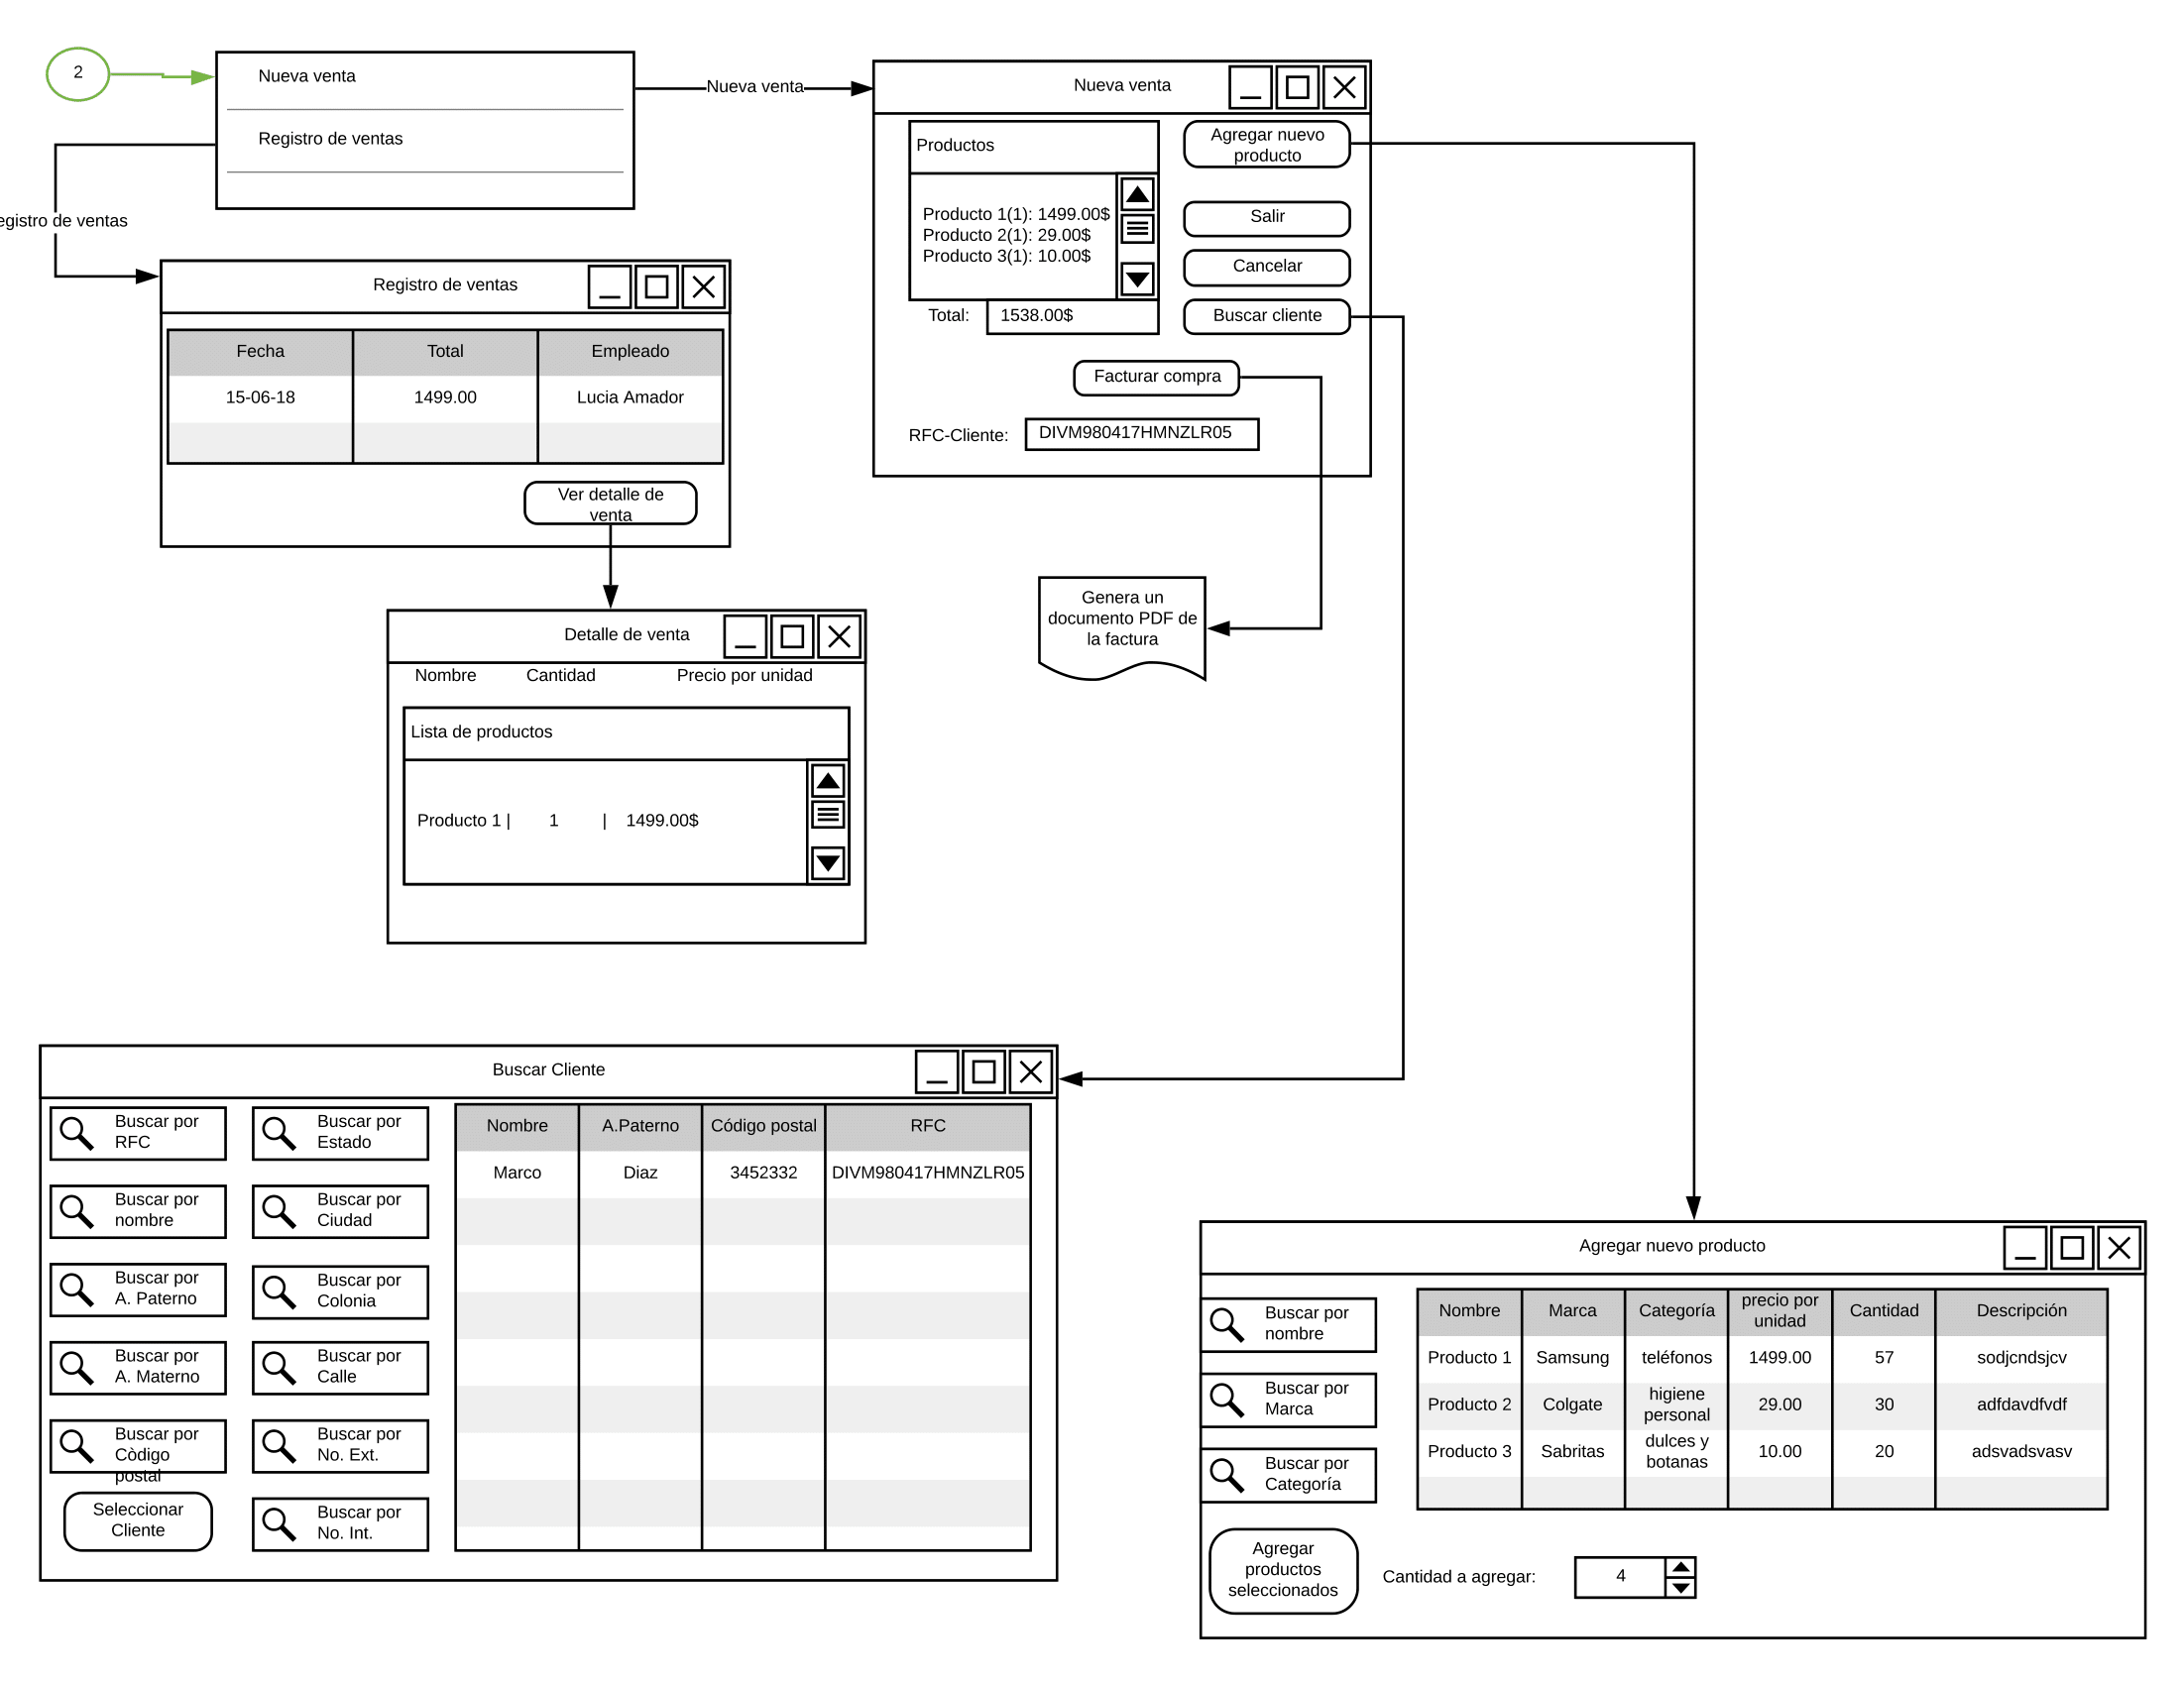 2
Nueva venta
Registro de ventas
Nueva venta
egistro de ventas
Nueva venta
Productos
Producto 1(1): 1499.00$
Producto 2(1): 29.00$
Producto 3(1): 10.00$
Total: 1538.00$
Agregar nuevo
producto
Salir
Cancelar
Buscar cliente
Facturar compra
RFC-Cliente: DIVM980417HMNZLR05
Registro de ventas
Fecha Total Empleado
15-06-18 1499.00 Lucia Amador
Ver detalle de
venta
Genera un
documento PDF de
la factura
Detalle de venta
Nombre Cantidad Precio por unidad
Lista de productos
Producto 1 | 1 | 1499.00$
Buscar Cliente
Buscar por
RFC
Buscar por
Estado
Buscar por
nombre
Buscar por
Ciudad
Buscar por
A. Paterno
Buscar por
Colonia
Buscar por
A. Materno
Buscar por
Calle
Buscar por
Còdigo
postal
Buscar por
No. Ext.
Seleccionar
Cliente
Buscar por
No. Int.
Nombre A.Paterno Código postal RFC
Marco Diaz 3452332 DIVM980417HMNZLR05
Agregar nuevo producto
Buscar por
nombre
Buscar por
Marca
Buscar por
Categoría
Nombre Marca Categoría precio por
unidad Cantidad Descripción
Producto 1 Samsung teléfonos 1499.00 57 sodjcndsjcv
Producto 2 Colgate higiene
personal 29.00 30 adfdavdfvdf
Producto 3 Sabritas dulces y
botanas 10.00 20 adsvadsvasv
Agregar
productos
seleccionados
Cantidad a agregar: 4